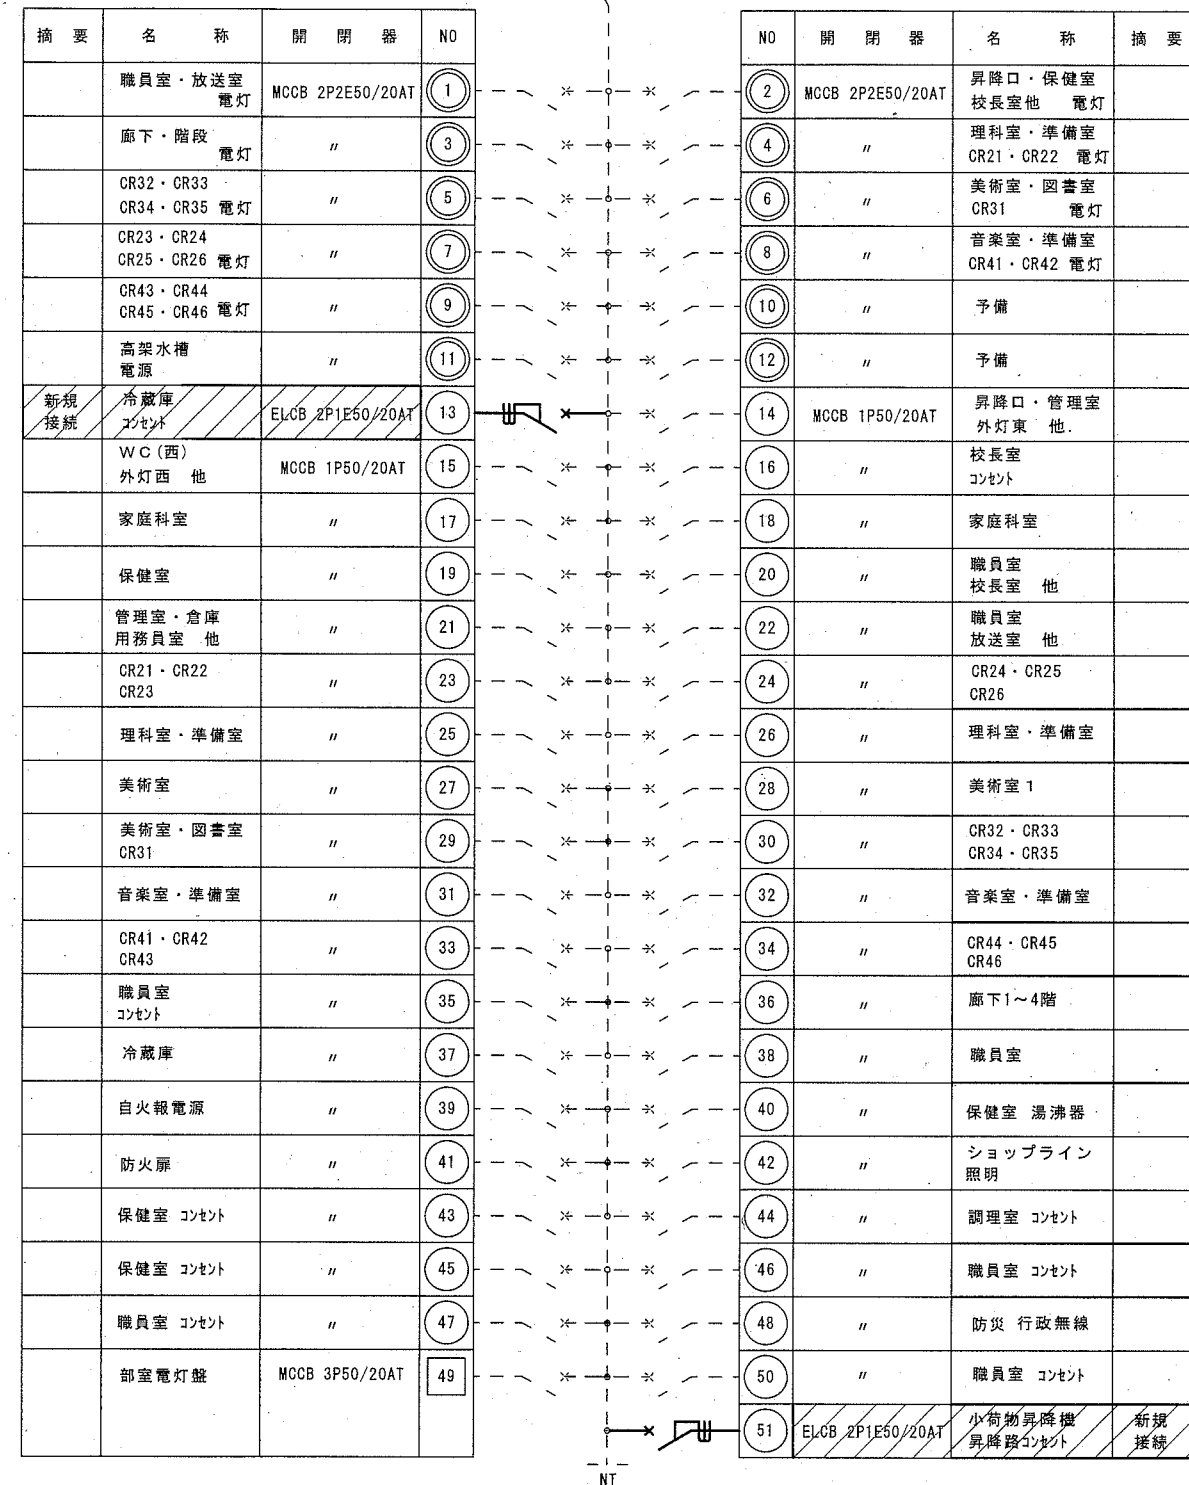 摘 要 名 称 開 閉 器 NO
職員室・放送室
電灯
MCCB 2P2E50/20AT 1
廊下・階段
電灯
〃 3
CR32・CR33
CR34・CR35 電灯
〃 5
CR23・CR24
CR25・CR26 電灯
〃 7
CR43・CR44
CR45・CR46 電灯
〃 9
高架水槽
電源
〃 11
新規
接続
冷蔵庫
コンセント
ELCB 2P1E50/20AT 13
WC(西)
外灯西 他
MCCB 1P50/20AT 15
家庭科室 〃 17
保健室 〃 19
管理室・倉庫
用務員室 他
〃 21
CR21・CR22
CR23
〃 23
理科室・準備室 〃 25
美術室 〃 27
美術室・図書室
CR31
〃 29
音楽室・準備室 〃 31
CR41・CR42
CR43
〃 33
職員室
コンセント
〃 35
冷蔵庫 〃 37
自火報電源 〃 39
防火扉 〃 41
保健室 コンセント 〃 43
保健室 コンセント 〃 45
職員室 コンセント 〃 47
部室電灯盤 MCCB 3P50/20AT 49
NO 開 閉 器 名 称 摘 要
2 MCCB 2P2E50/20AT
昇降口・保健室
校長室他 電灯
4 〃
理科室・準備室
CR21・CR22 電灯
6 〃
美術室・図書室
CR31 電灯
8 〃
音楽室・準備室
CR41・CR42 電灯
10 〃 予備
12 〃 予備
14 MCCB 1P50/20AT
昇降口・管理室
外灯東 他.
16 〃
校長室
コンセント
18 〃 家庭科室
20 〃
職員室
校長室 他
22 〃
職員室
放送室 他
24 〃
CR24・CR25
CR26
26 〃 理科室・準備室
28 〃 美術室1
30 〃
CR32・CR33
CR34・CR35
32 〃 音楽室・準備室
34 〃
CR44・CR45
CR46
36 〃 廊下1～4階
38 〃 職員室
40 〃 保健室 湯沸器
42 〃
ショップライン
照明
44 〃 調理室 コンセント
46 〃 職員室 コンセント
48 〃 防災 行政無線
50 〃 職員室 コンセント
51 ELCB 2P1E50/20AT
小荷物昇降機
昇降路コンセント
新規
接続
NT